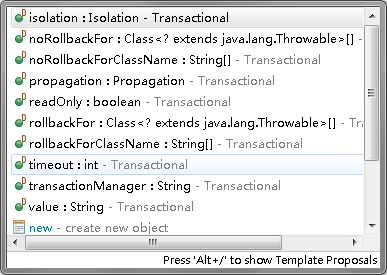 isolation : Isolation - Transactional
noRollbackFor : Class<? extends java.lang.Throwable>[] - Transactional
noRollbackForClassName : String[] - Transactional
propagation : Propagation - Transactional
readOnly : boolean - Transactional
rollbackFor : Class<? extends java.lang.Throwable>[] - Trans
rollbackForClassName : String[] - Transactional
timeout : int - Transactional
transactionManager : String - Transactional
value : String - Transactional
new - create new object
Press 'Alt+/' to show Template Proposals